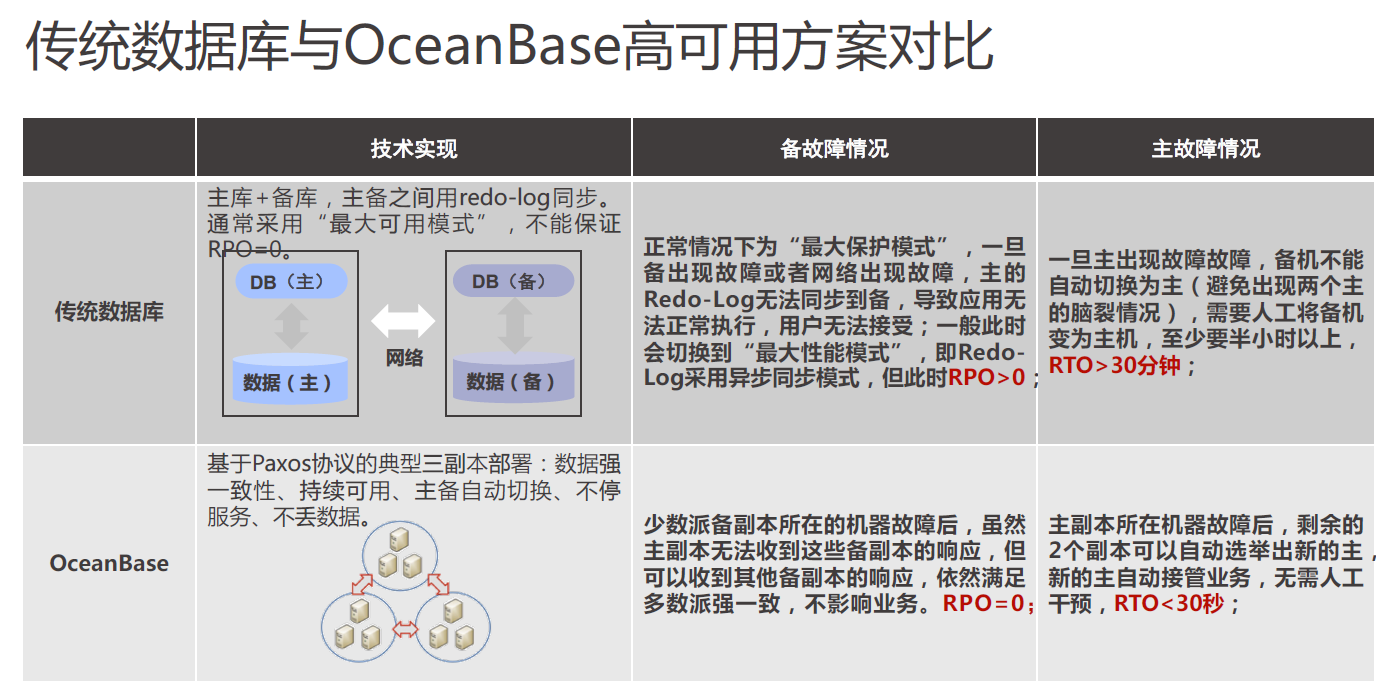 传统数据库与OceanBase高可用方案对比
技术实现
备故障情况
主故障情况
传统数据库
主库+备库，主备之间用redo-log同步。
通常采用“最大可用模式”，不能保证
RPO=0。
DB（主）
数据（主）
网络
DB（备）
数据（备）
正常情况下为“最大保护模式”，一旦
备出现故障或者网络出现故障，主的
Redo-Log无法同步到备，导致应用无
法正常执行，用户无法接受；一般此时
会切换到“最大性能模式”，即Redo-
Log采用异步同步模式，但此时RPO>0；
一旦主出现故障故障，备机不能
自动切换为主（避免出现两个主
的脑裂情况），需要人工将备机
变为主机，至少要半小时以上，
RTO>30分钟；
OceanBase
基于Paxos协议的典型三副本部署：数据强
一致性、持续可用、主备自动切换、不停
服务、不丢数据。
少数派备副本所在的机器故障后，虽然
主副本无法收到这些备副本的响应，但
可以收到其他备副本的响应，依然满足
多数派强一致，不影响业务。RPO=0；
主副本所在机器故障后，剩余的
2个副本可以自动选举出新的主，
新的主自动接管业务，无需人工
干预，RTO<30秒；